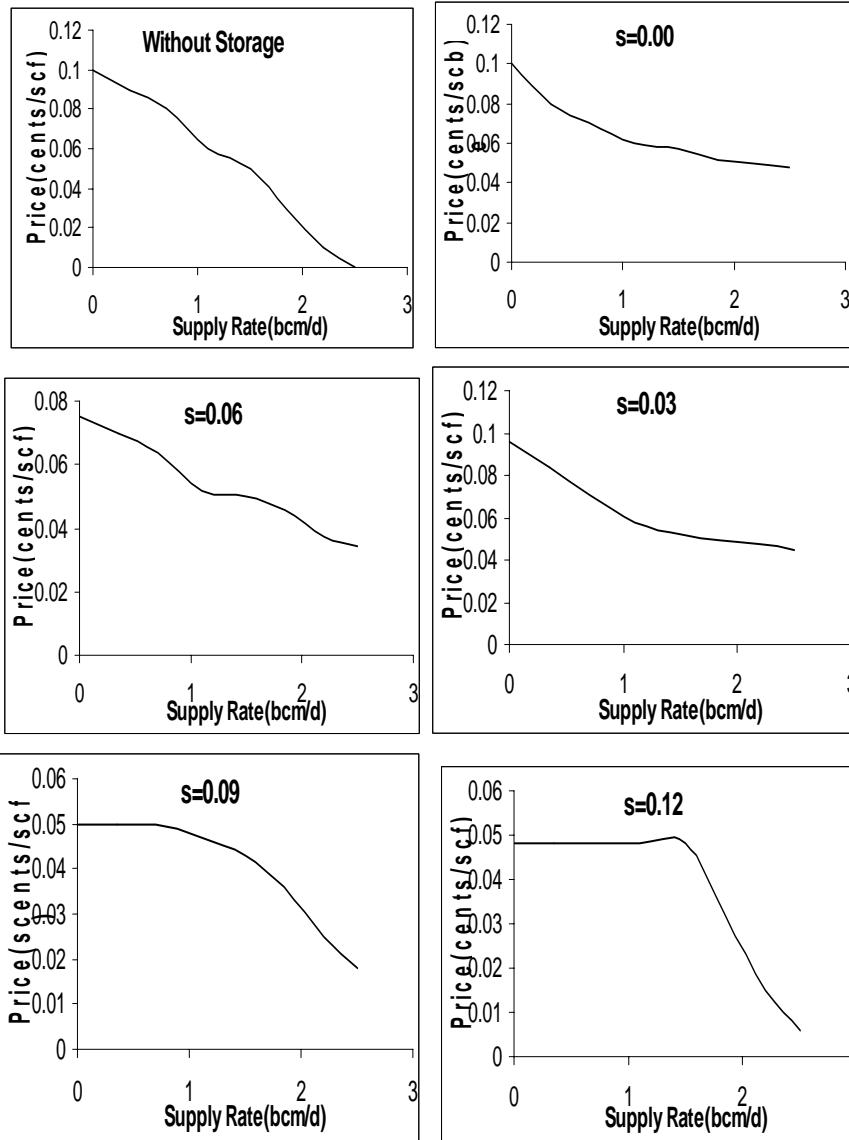 Without Storage
Price(cents/scf)
0.12
0.1
0.08
0.06
0.04
0.02
0
0 1 2 3
Supply Rate(bcm/d)
s=0.00
Price(cents/scb
)
0.12
0.1
0.08
0.06
0.04
0.02
0
0 1 2 3
Supply Rate(bcm/d)
s=0.06
Price(cents/scf)
0.08
0.06
0.04
0.02
0
0 1 2 3
Supply Rate(bcm/d)
s=0.03
Price(cents/scf)
0.12
0.1
0.08
0.06
0.04
0.02
0
0 1 2 3
Supply Rate(bcm/d)
s=0.09
Price(scents/scf
)
0.06
0.05
0.04
0.03
0.02
0.01
0
0 1 2 3
Supply Rate(bcm/d)
s=0.12
Price(cents/scf)
0.06
0.05
0.04
0.03
0.02
0.01
0
0 1 2
Supply Rate(bcm/d)